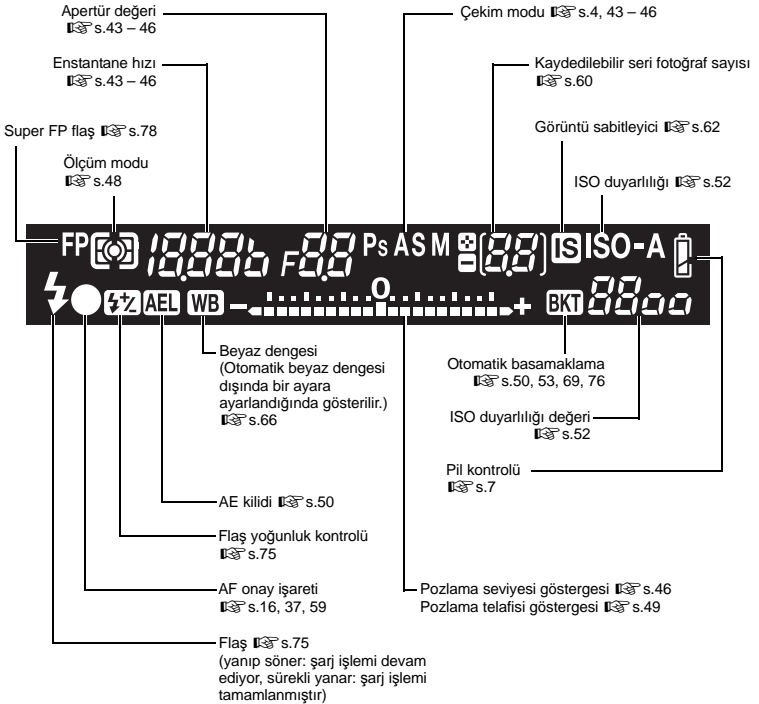 Apertür değeri
☞s.43 – 46
Enstantane hızı
☞s.43 – 46
Super FP flaş ☞s.78
Ölçüm modu
☞s.48
Çekim modu ☞s.4, 43 – 46
Kaydedilebilir seri fotoğraf sayısı
☞s.60
Görüntü sabitleyici ☞s.62
ISO duyarlılığı ☞s.52
FP 18.88b F8.8 Ps A S M [8.8] IS ISO-A
AEL WB – 0 + BKT 88oo
Beyaz dengesi
(Otomatik beyaz dengesi
dışında bir ayara
ayarlandığında gösterilir.)
☞s.66
AE kilidi ☞s.50
Flaş yoğunluk kontrolü
☞s.75
AF onay işareti
☞s.16, 37, 59
Flaş ☞s.75
(yanıp söner: şarj işlemi devam
ediyor, sürekli yanar: şarj işlemi
tamamlanmıştır)
Otomatik basamaklama
☞s.50, 53, 69, 76
ISO duyarlılığı değeri
☞s.52
Pil kontrolü
☞s.7
Pozlama seviyesi göstergesi ☞s.46
Pozlama telafisi göstergesi ☞s.49